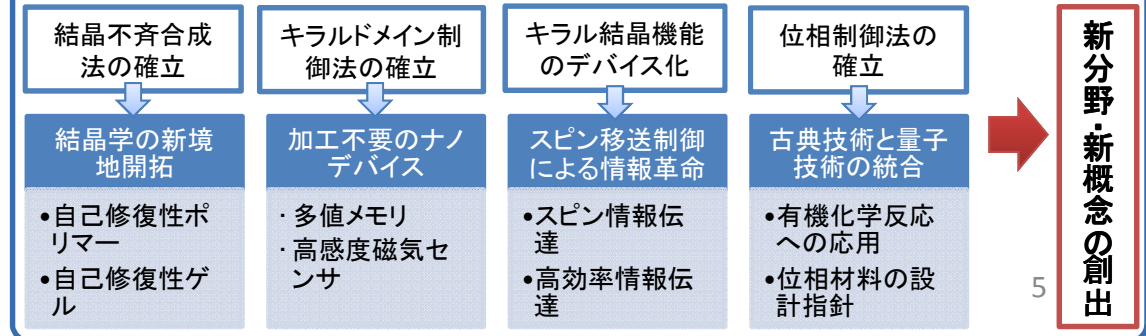 結晶不斉合成
法の確立
キラルドメイン制
御法の確立
キラル結晶機能
のデバイス化
位相制御法の
確立
結晶学の新境
地開拓
加工不要のナノ
デバイス
スピン移送制御
による情報革命
古典技術と量子
技術の統合
•自己修復性ポ
リマー
•自己修復性ゲ
ル
・多値メモリ
・高感度磁気セ
ンサ
•スピン情報伝
達
•高効率情報伝
達
•有機化学反応
への応用
•位相材料の設
計指針
新分野・新概念の創出
5